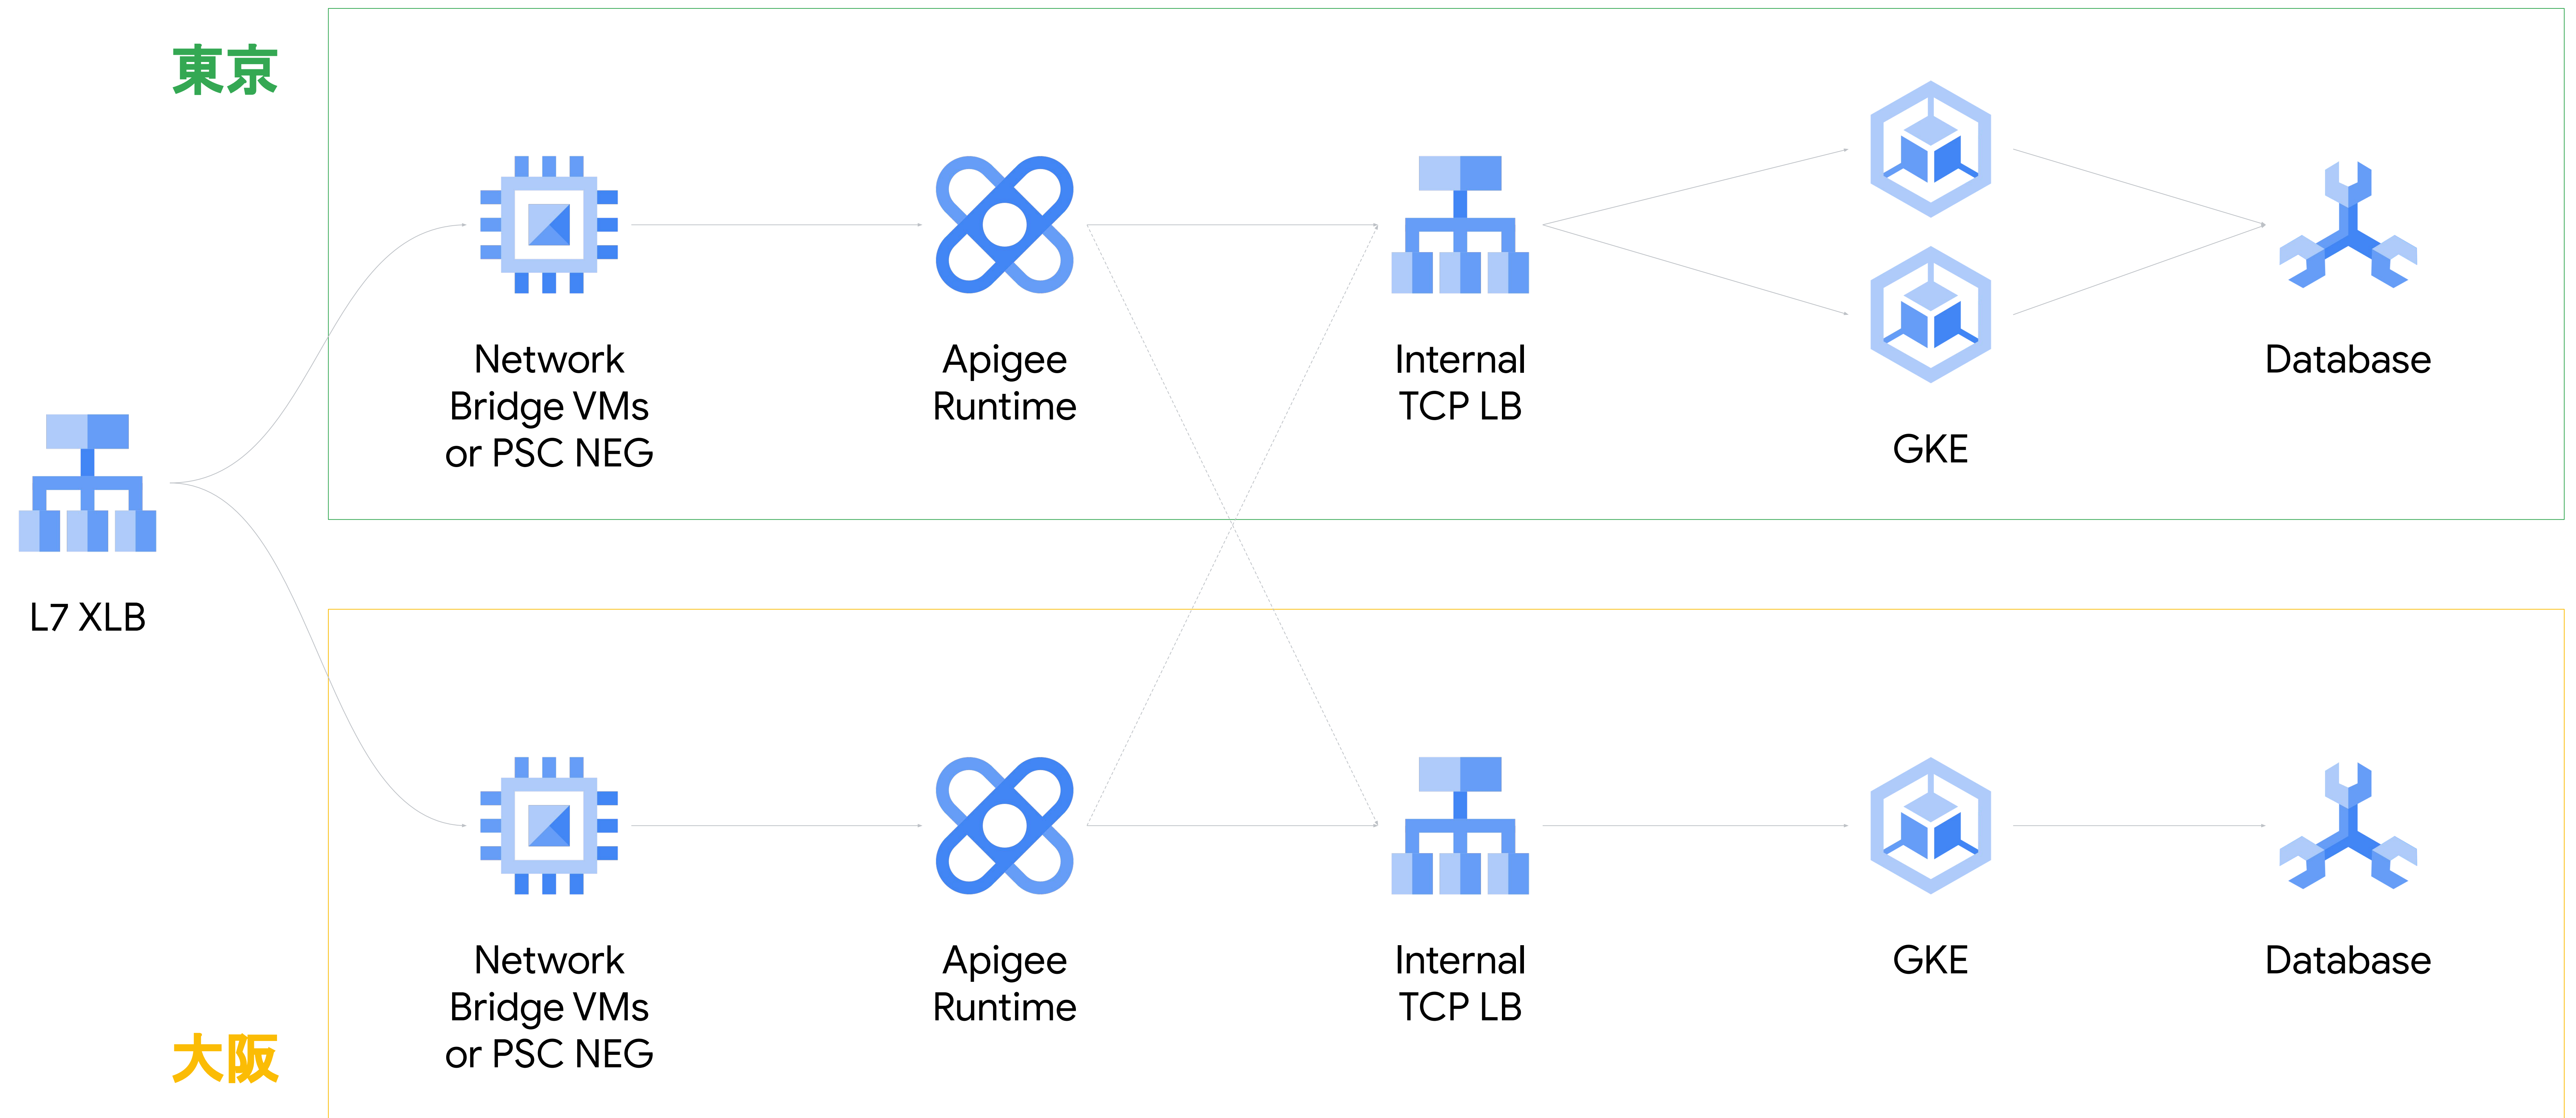 東京
Network
Bridge VMs
or PSC NEG
Apigee
Runtime
Internal
TCP LB
GKE
Database
L7 XLB
Network
Bridge VMs
or PSC NEG
Apigee
Runtime
Internal
TCP LB
GKE
Database
大阪